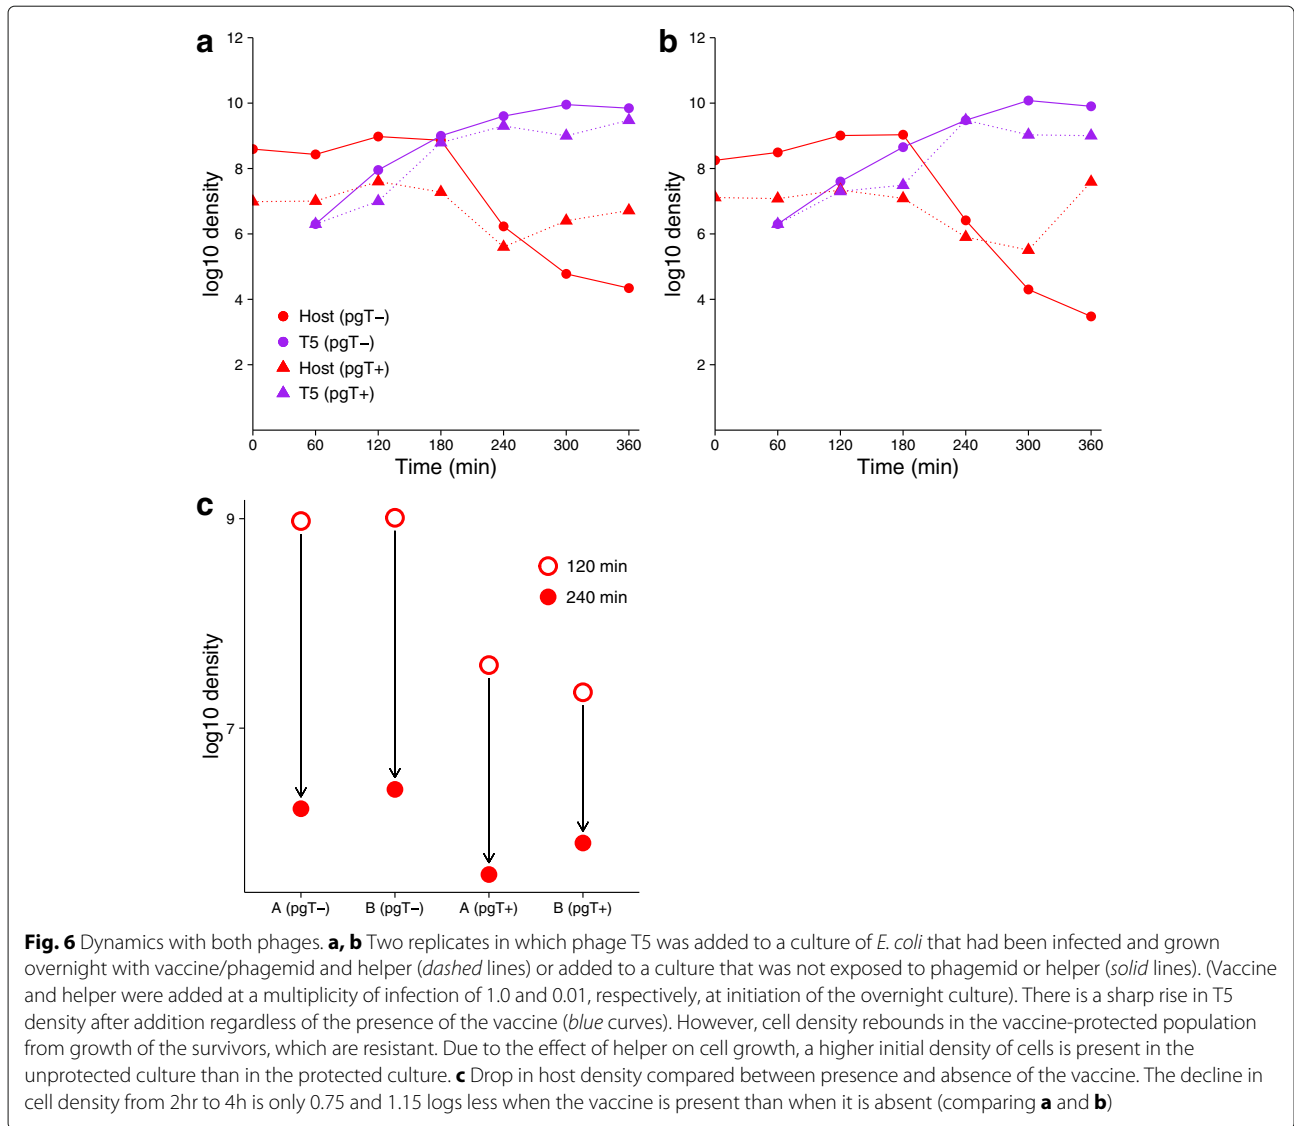 a
12
10
8
6
4
2
log10 density
Host (pgT−)
T5 (pgT−)
Host (pgT+)
T5 (pgT+)
0 60 120 180 240 300 360
Time (min)
b
12
10
8
6
4
2
log10 density
0 60 120 180 240 300 360
Time (min)
c
9
7
log10 density
120 min
240 min
A (pgT−) B (pgT−) A (pgT+) B (pgT+)
Fig. 6 Dynamics with both phages. a, b Two replicates in which phage T5 was added to a culture of E. coli that had been infected and grown
overnight with vaccine/phagemid and helper (dashed lines) or added to a culture that was not exposed to phagemid or helper (solid lines). (Vaccine
and helper were added at a multiplicity of infection of 1.0 and 0.01, respectively, at initiation of the overnight culture). There is a sharp rise in T5
density after addition regardless of the presence of the vaccine (blue curves). However, cell density rebounds in the vaccine-protected population
from growth of the survivors, which are resistant. Due to the effect of helper on cell growth, a higher initial density of cells is present in the
unprotected culture than in the protected culture. c Drop in host density compared between presence and absence of the vaccine. The decline in
cell density from 2hr to 4h is only 0.75 and 1.15 logs less when the vaccine is present than when it is absent (comparing a and b)